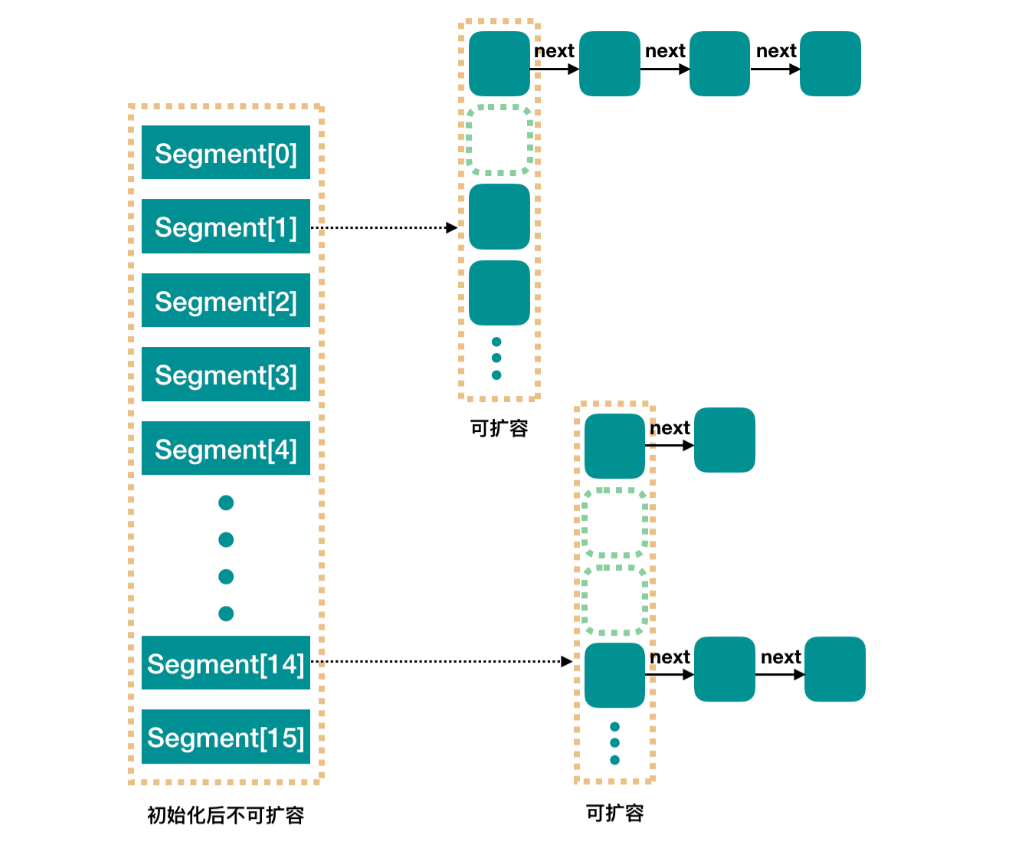 Segment[0]
Segment[1]
Segment[2]
Segment[3]
Segment[4]
Segment[14]
Segment[15]
初始化后不可扩容
next next next
可扩容
next
next next
可扩容